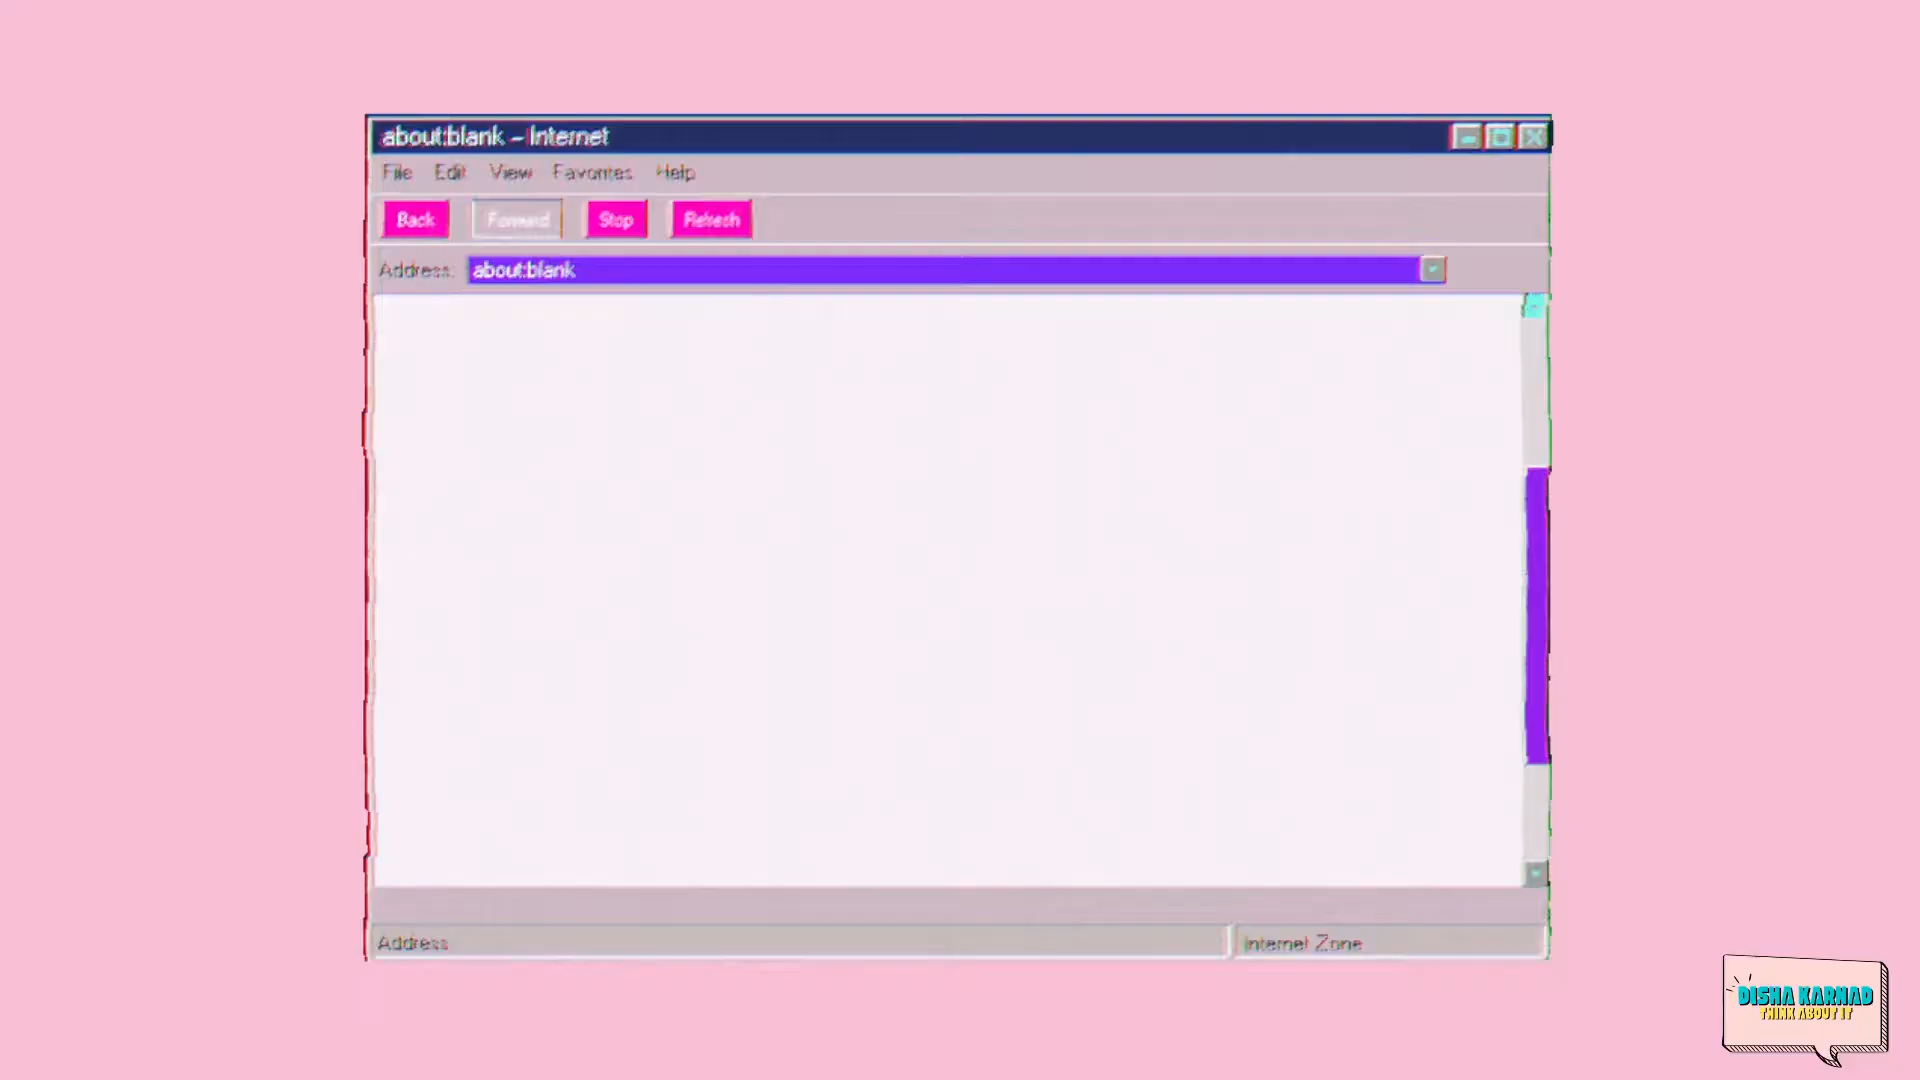 about:blank – Internet
File Edit View Favorites Help
Back Forward Stop Refresh
Address: about:blank
Address
Internet Zone
DISHA KARNAD
THINK ABOUT IT